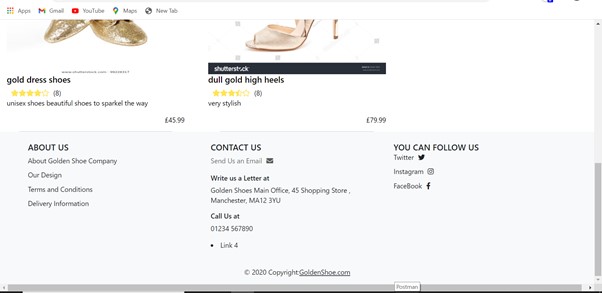 Apps Gmail YouTube Maps New Tab
shutterstock
gold dress shoes
dull gold high heels
(8)
(8)
unisex shoes beautiful shoes to sparkel the way
very stylish
£45.99
£79.99
ABOUT US
About Golden Shoe Company
Our Design
Terms and Conditions
Delivery Information
CONTACT US
Send Us an Email
Write us a Letter at
Golden Shoes Main Office, 45 Shopping Store ,
Manchester, MA12 3YU
Call Us at
01234 567890
Link 4
YOU CAN FOLLOW US
Twitter
Instagram
FaceBook
© 2020 Copyright:GoldenShoe.com
Postman